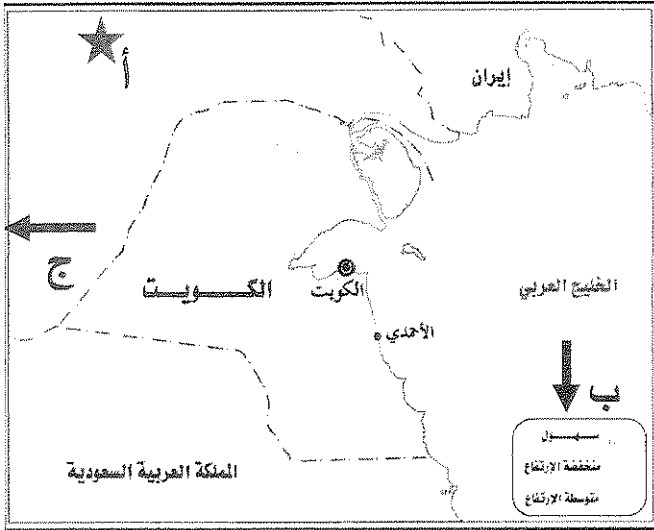 أ
إيران
ج
الكويت
الكويت
الخليج العربي
الأحمدي
ب
سهول
منخفضة الارتفاع
متوسطة الارتفاع
المملكة العربية السعودية